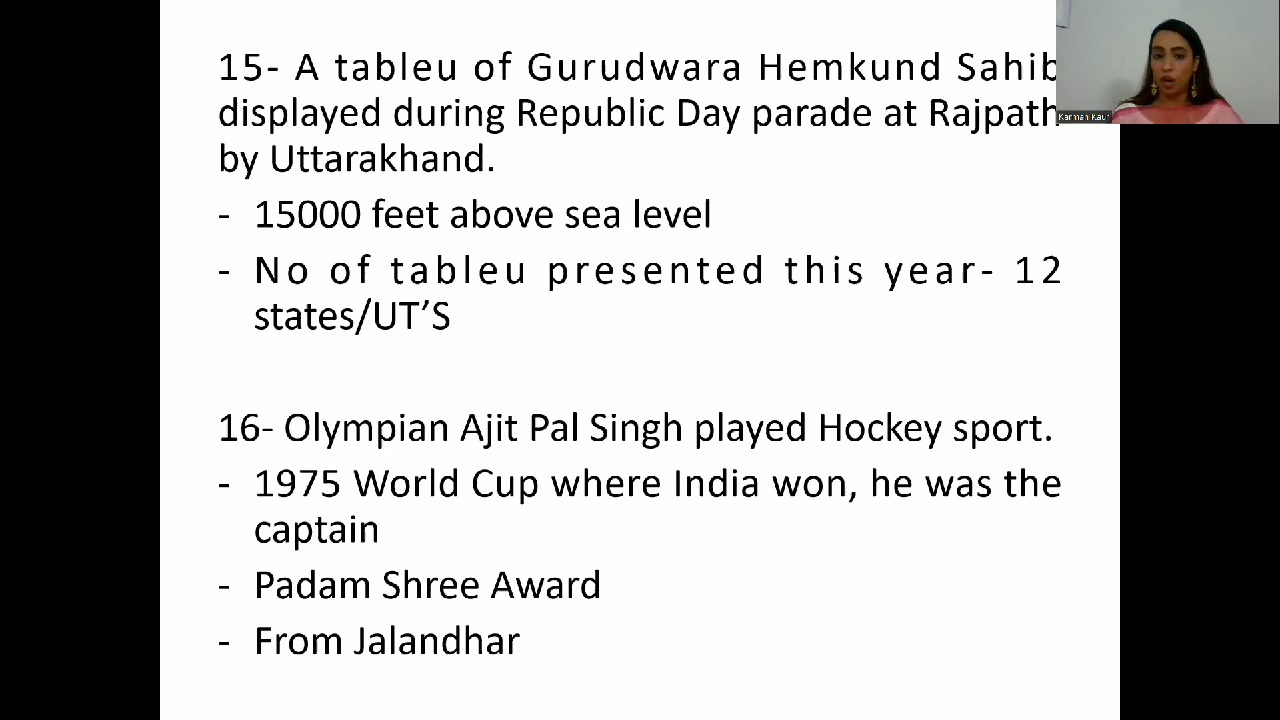 15- A tableu of Gurudwara Hemkund Sahib
displayed during Republic Day parade at Rajpath
by Uttarakhand.
- 15000 feet above sea level
- No of tableu presented this year- 12
states/UT’S
16- Olympian Ajit Pal Singh played Hockey sport.
- 1975 World Cup where India won, he was the
captain
- Padam Shree Award
- From Jalandhar
Karman Kaur